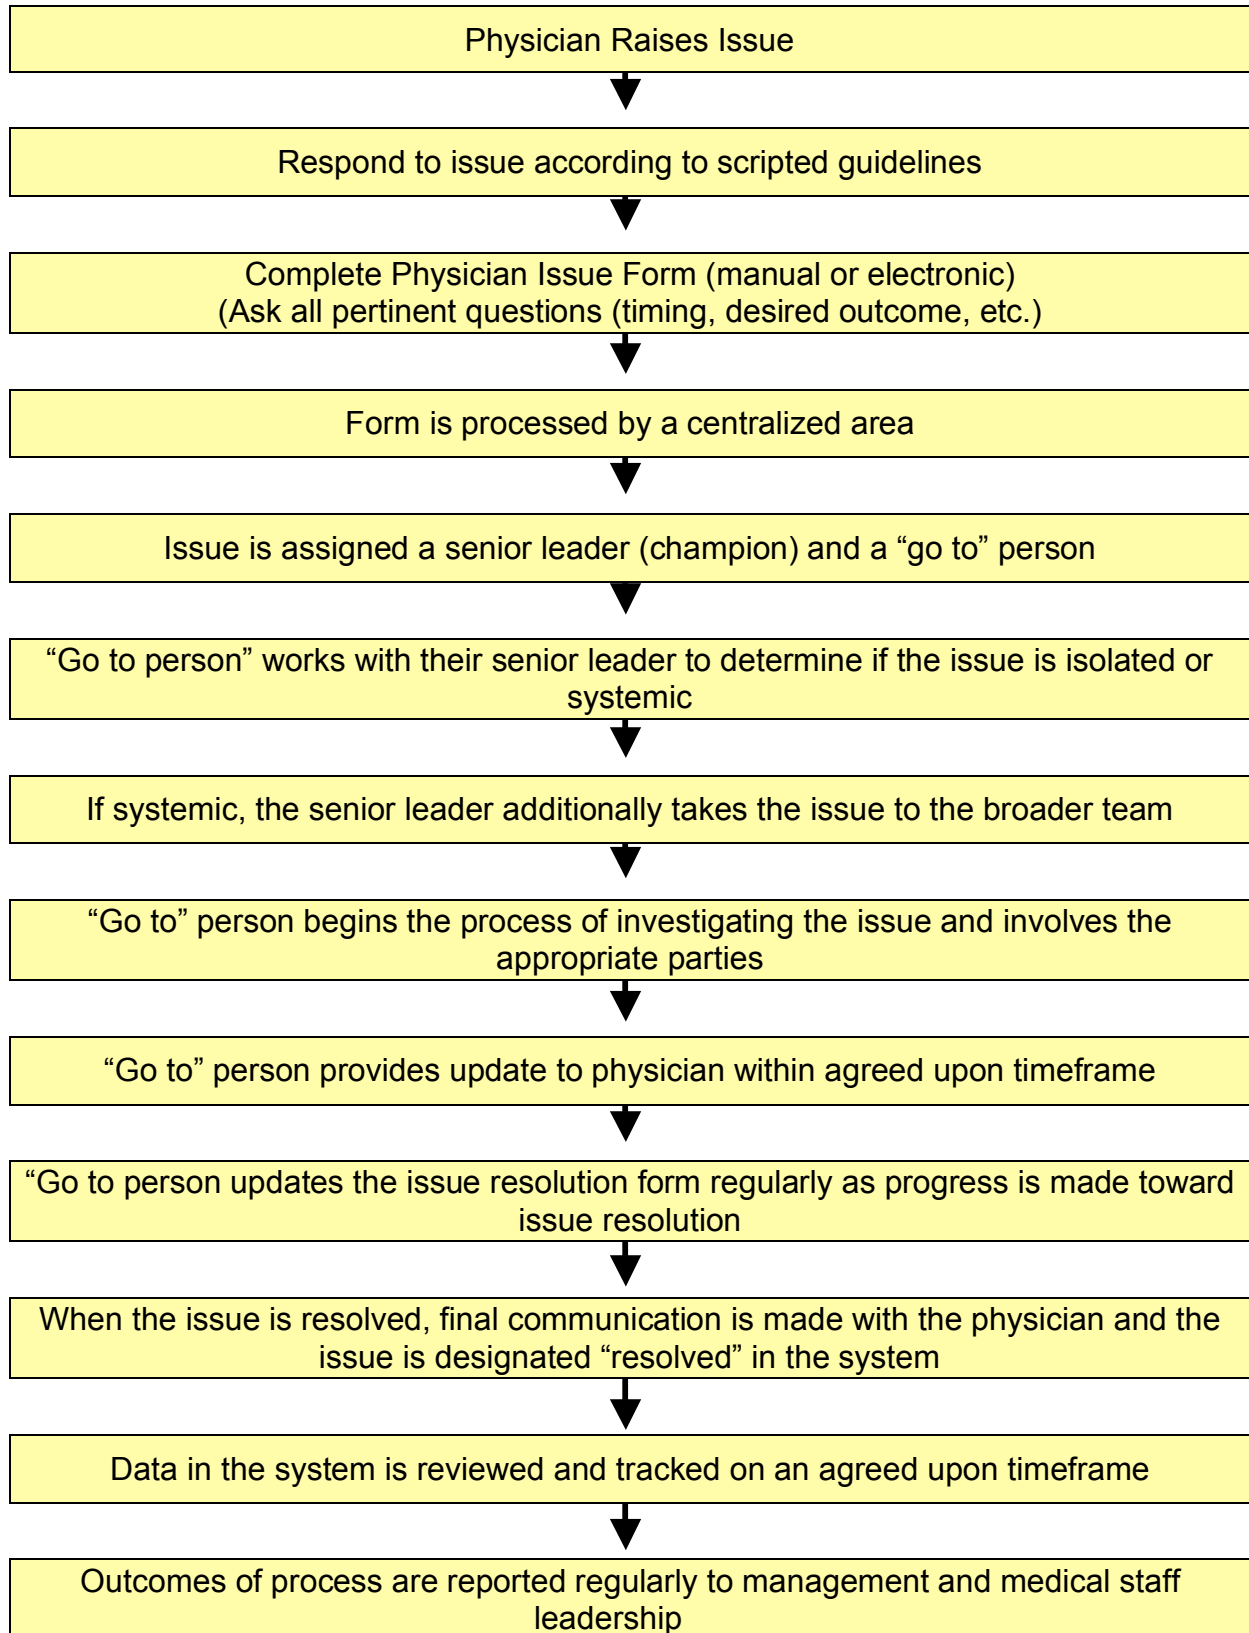 Physician Raises Issue
Respond to issue according to scripted guidelines
Complete Physician Issue Form (manual or electronic)
(Ask all pertinent questions (timing, desired outcome, etc.)
Form is processed by a centralized area
Issue is assigned a senior leader (champion) and a “go to” person
“Go to person” works with their senior leader to determine if the issue is isolated or
systemic
If systemic, the senior leader additionally takes the issue to the broader team
“Go to” person begins the process of investigating the issue and involves the
appropriate parties
“Go to” person provides update to physician within agreed upon timeframe
“Go to person updates the issue resolution form regularly as progress is made toward
issue resolution
When the issue is resolved, final communication is made with the physician and the
issue is designated “resolved” in the system
Data in the system is reviewed and tracked on an agreed upon timeframe
Outcomes of process are reported regularly to management and medical staff
leadership